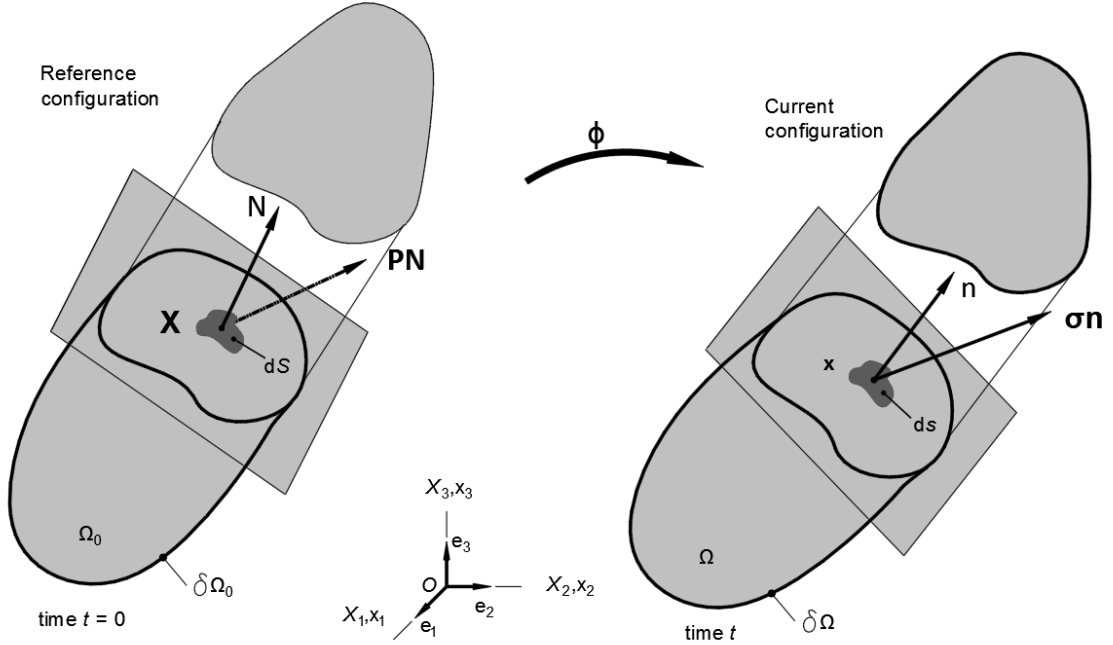 Reference
configuration
Current
configuration
ϕ
N
PN
X
dS
n
σn
x
ds
Ω₀
δΩ₀
time t = 0
X₃,x₃
e₃
O
X₂,x₂
e₂
X₁,x₁
e₁
Ω
δΩ
time t